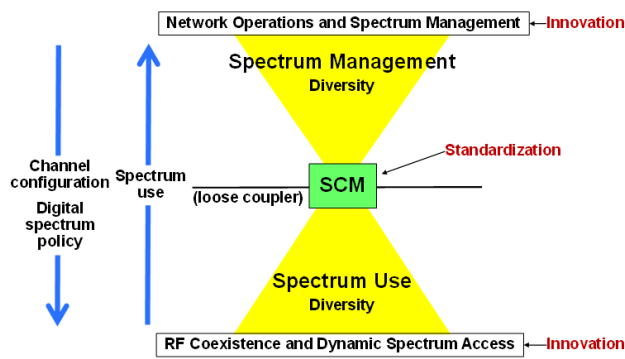 Network Operations and Spectrum Management
Innovation
Spectrum Management
Diversity
Standardization
Channel
configuration
Digital
spectrum
policy
Spectrum
use
(loose coupler)
SCM
Spectrum Use
Diversity
RF Coexistence and Dynamic Spectrum Access
Innovation